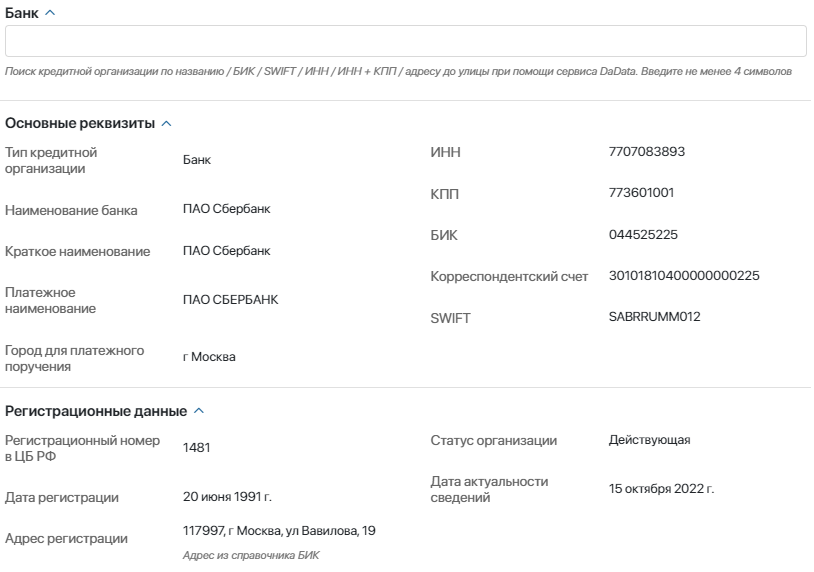 Банк
Поиск кредитной организации по названию / БИК / SWIFT / ИНН / ИНН + КПП / адресу до улицы при помощи сервиса DaData. Введите не менее 4 символов
Основные реквизиты
Тип кредитной
организации
Банк
Наименование банка
ПАО Сбербанк
Краткое наименование
ПАО Сбербанк
Платежное
наименование
ПАО СБЕРБАНК
Город для платежного
поручения
г Москва
ИНН
7707083893
КПП
773601001
БИК
044525225
Корреспондентский счет
30101810400000000225
SWIFT
SABRRUMM012
Регистрационные данные
Регистрационный номер
в ЦБ РФ
1481
Дата регистрации
20 июня 1991 г.
Адрес регистрации
117997, г Москва, ул Вавилова, 19
Адрес из справочника БИК
Статус организации
Действующая
Дата актуальности
сведений
15 октября 2022 г.